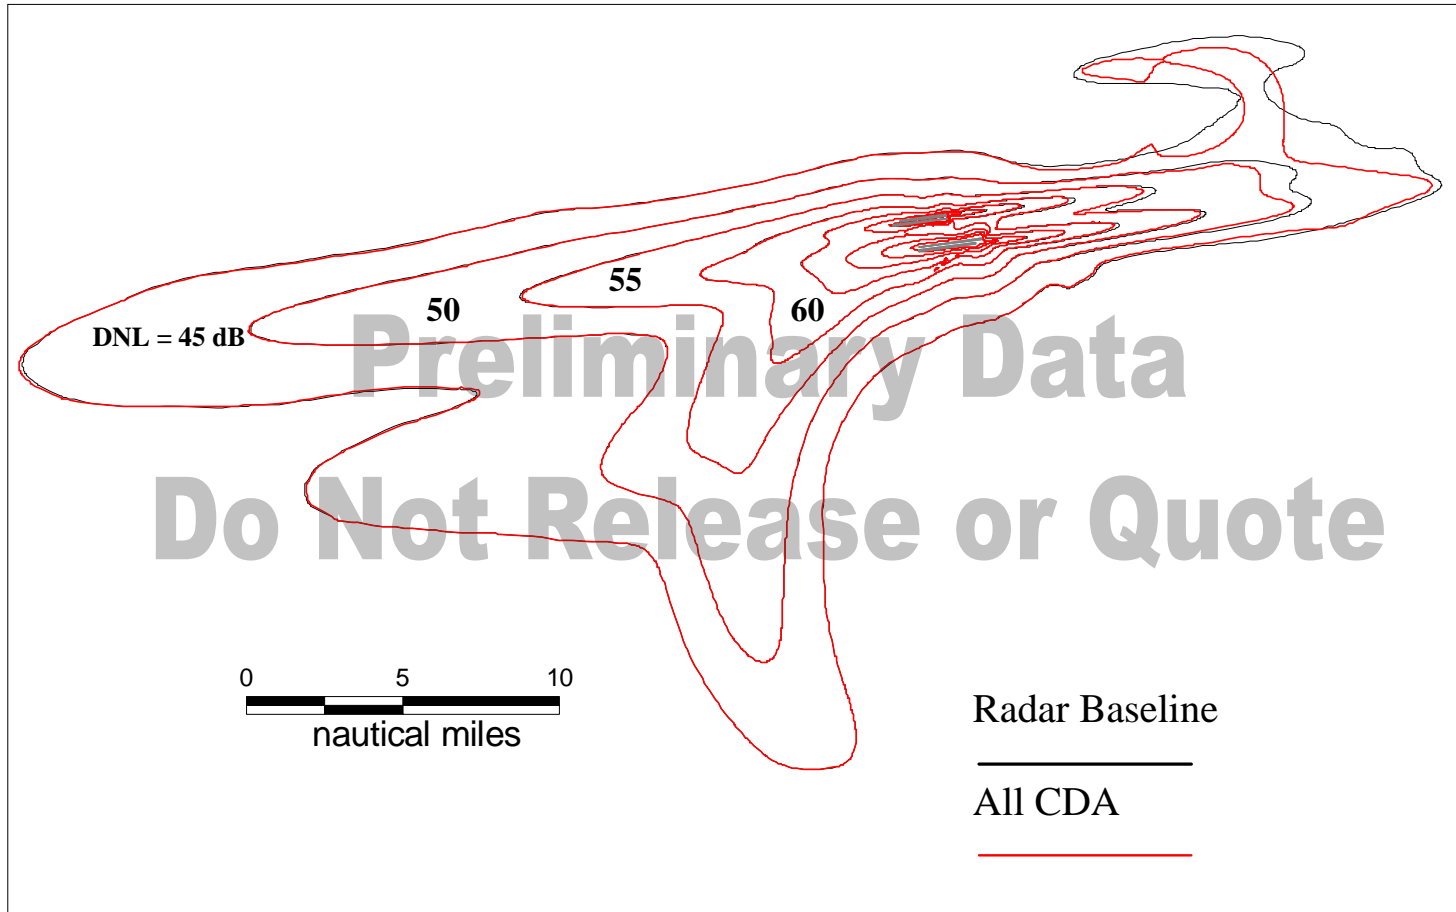 55
50
60
DNL = 45 dB
Preliminary Data
Do Not Release or Quote
0 5 10
nautical miles
Radar Baseline
All CDA